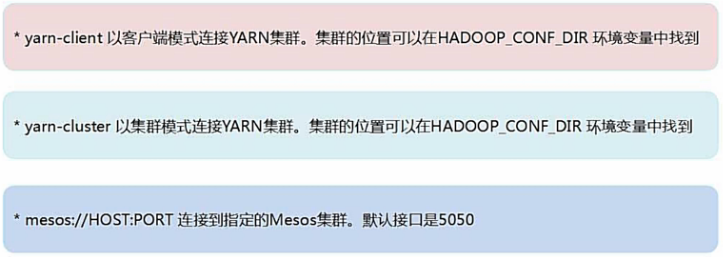 * yarn-client 以客户端模式连接YARN集群。集群的位置可以在HADOOP_CONF_DIR 环境变量中找到
* yarn-cluster 以集群模式连接YARN集群。集群的位置可以在HADOOP_CONF_DIR 环境变量中找到
* mesos://HOST:PORT 连接到指定的Mesos集群。默认接口是5050